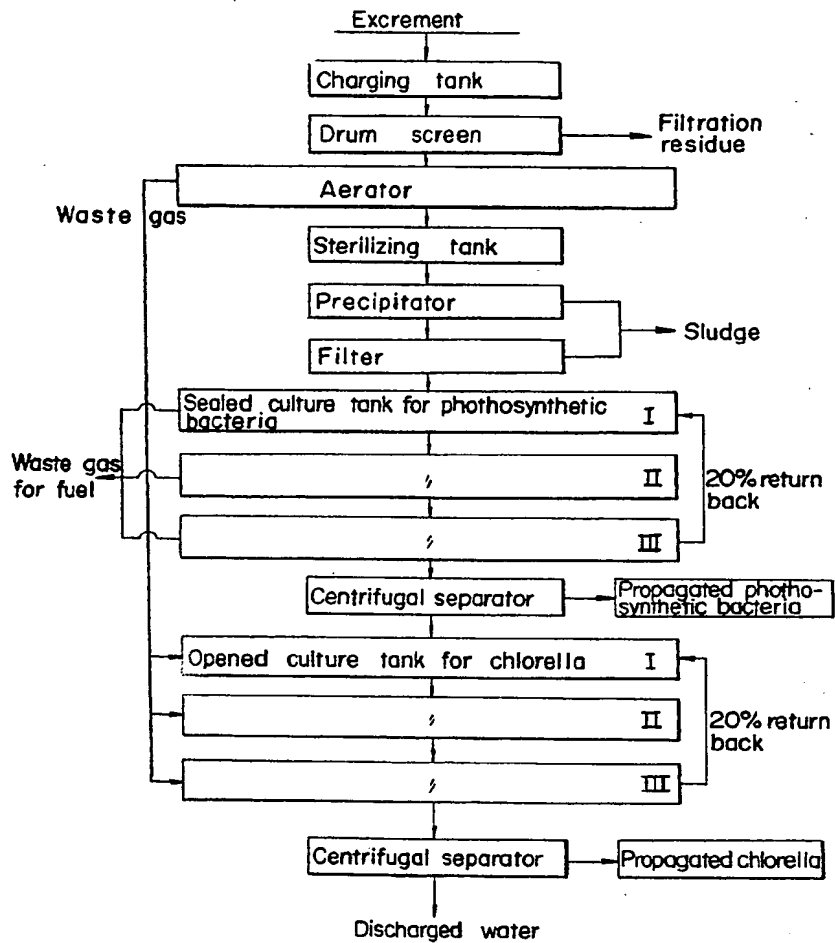 Excrement
Charging tank
Drum screen
Filtration
residue
Aerator
Waste gas
Sterilizing tank
Precipitator
Sludge
Filter
Sealed culture tank for phothosynthetic
bacteria
I
Waste gas
for fuel
〃 II
20% return
back
〃 III
Centrifugal separator
Propagated photho-
synthetic bacteria
Opened culture tank for chlorella I
〃 II
20% return
back
〃 III
Centrifugal separator
Propagated chlorella
Discharged water